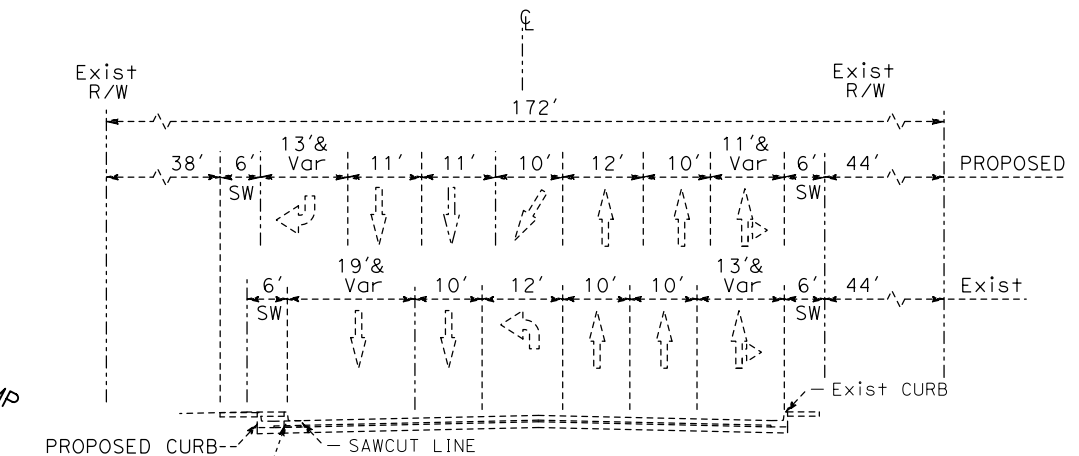 ℄
Exist
R/W
Exist
R/W
172'
38' 6' 13'& Var 11' 11' 10' 12' 10' 11'& Var 6' 44' PROPOSED
SW SW
6' 19'& Var 10' 12' 10' 10' 13'& Var 6' 44' Exist
SW SW
Exist CURB
PROPOSED CURB
SAWCUT LINE